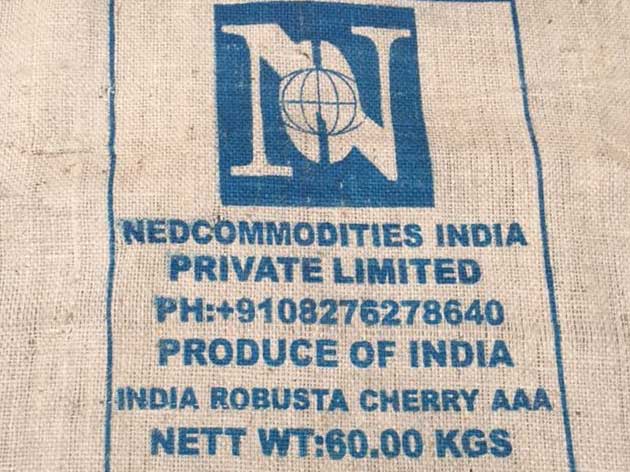 N
NEDCOMMODITIES INDIA
PRIVATE LIMITED
PH:+9108276278640
PRODUCE OF INDIA
INDIA ROBUSTA CHERRY AAA
NETT WT:60.00 KGS